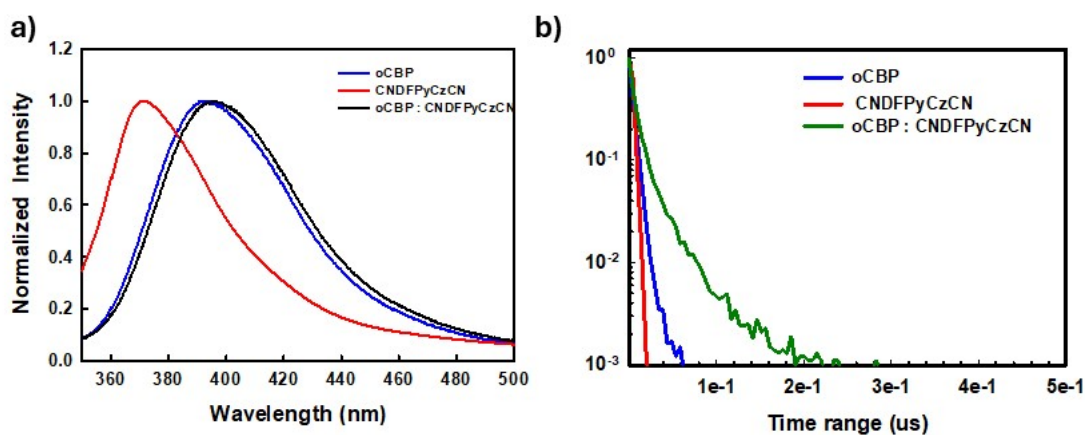 a)
1.2
1.0
0.8
0.6
0.4
0.2
0.0
Normalized Intensity
oCBP
CNDFPyCzCN
oCBP : CNDFPyCzCN
360 380 400 420 440 460 480 500
Wavelength (nm)
b)
10⁰
10⁻¹
10⁻²
10⁻³
oCBP
CNDFPyCzCN
oCBP : CNDFPyCzCN
1e-1 2e-1 3e-1 4e-1 5e-1
Time range (us)